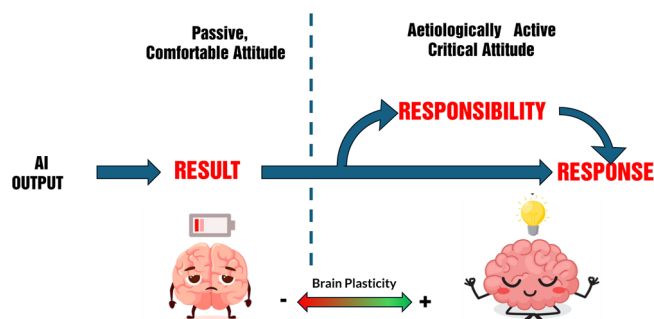 Passive,
Comfortable Attitude
Aetiologically Active
Critical Attitude
RESPONSIBILITY
AI
OUTPUT
RESULT
RESPONSE
Brain Plasticity
- +